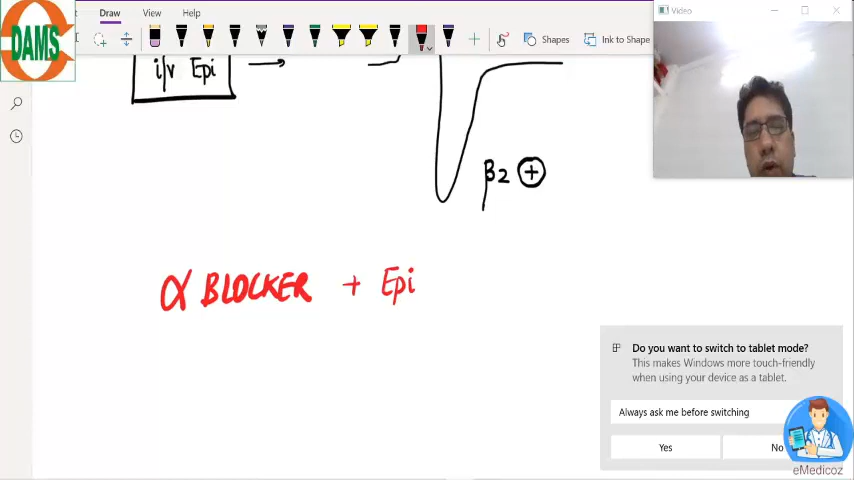 Draw
View
Help
Video
DAMS
Shapes
Ink to Shape
i/v Epi
β2 +
α BLOCKER + Epi
Do you want to switch to tablet mode?
This makes Windows more touch-friendly
when using your device as a tablet.
Always ask me before switching
Yes
No
eMedicoz